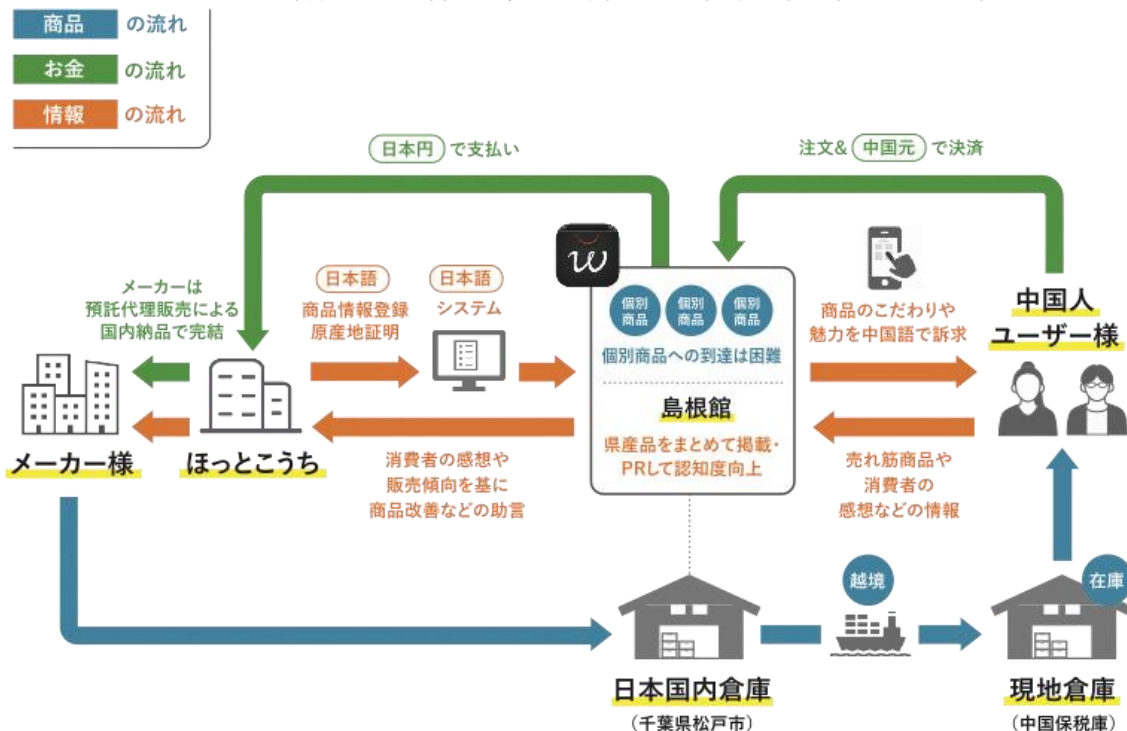 商品 の流れ
お金 の流れ
情報 の流れ
日本円 で支払い
注文& 中国元 で決済
メーカーは
預託代理販売による
国内納品で完結
日本語
商品情報登録
原産地証明
日本語
システム
w
個別
商品
個別
商品
個別
商品
個別商品への到達は困難
島根館
県産品をまとめて掲載・
PRして認知度向上
商品のこだわりや
魅力を中国語で訴求
中国人
ユーザー様
メーカー様
ほっとこうち
消費者の感想や
販売傾向を基に
商品改善などの助言
売れ筋商品や
消費者の
感想などの情報
越境
在庫
日本国内倉庫
(千葉県松戸市)
現地倉庫
(中国保税庫)